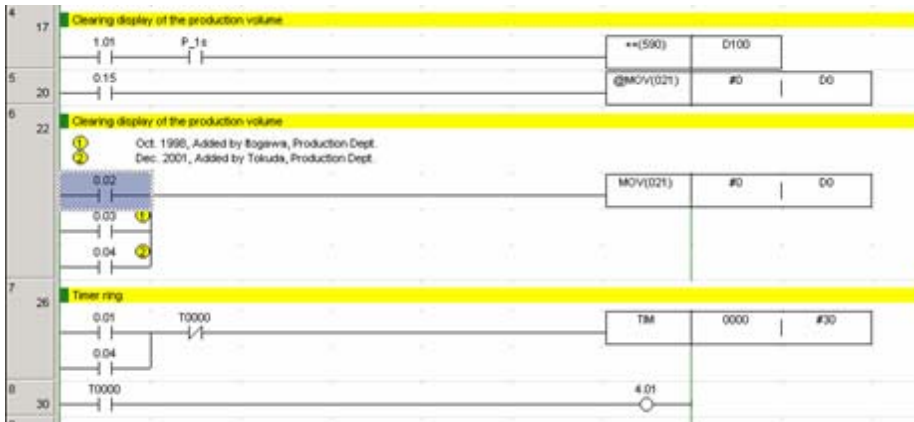 4 17 Clearing display of the production volume
1.01 P_1s ++(590) D100
5 20 0.15 @MOV(021) #0 D0
6 22 Clearing display of the production volume
1 Oct. 1998, Added by Itogawa, Production Dept.
2 Dec. 2001, Added by Tokuda, Production Dept.
0.02 MOV(021) #0 D0
0.03 1
0.04 2
7 26 Timer ring
0.01 T0000 TIM 0000 #30
0.04
8 30 T0000 4.01